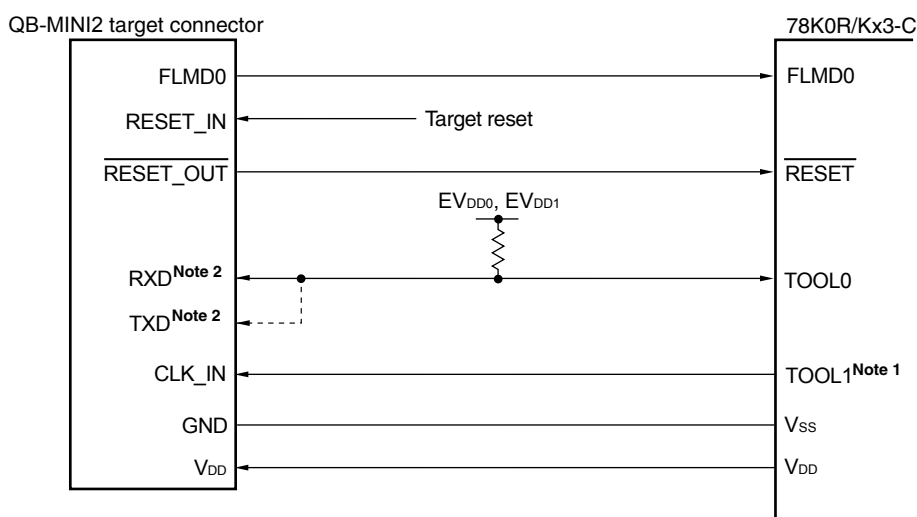 QB-MINI2 target connector
78K0R/Kx3-C
FLMD0
FLMD0
RESET_IN
Target reset
RESET_OUT
RESET
EVDD0, EVDD1
RXDNote 2
TOOL0
TXDNote 2
CLK_IN
TOOL1Note 1
GND
VSS
VDD
VDD